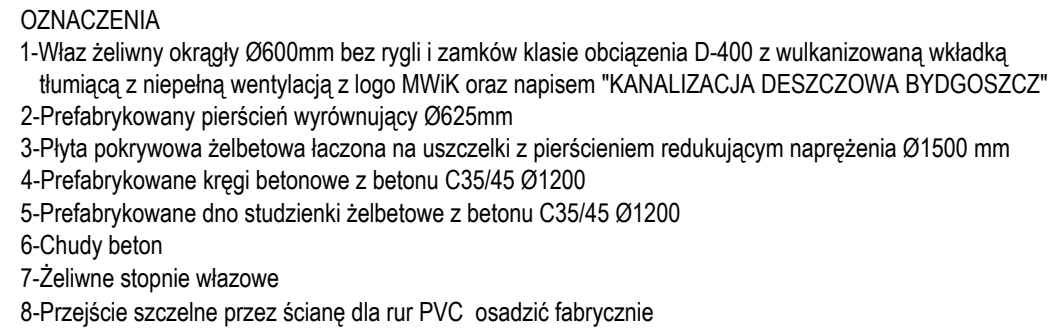 OZNACZENIA
1-Właz żeliwny okrągły Ø600mm bez rygli i zamków klasie obciązenia D-400 z wulkanizowaną wkładką
tłumiącą z niepełną wentylacją z logo MWiK oraz napisem "KANALIZACJA DESZCZOWA BYDGOSZCZ"
2-Prefabrykowany pierścień wyrównujący Ø625mm
3-Płyta pokrywowa żelbetowa łaczona na uszczelki z pierścieniem redukującym naprężenia Ø1500 mm
4-Prefabrykowane kręgi betonowe z betonu C35/45 Ø1200
5-Prefabrykowane dno studzienki żelbetowe z betonu C35/45 Ø1200
6-Chudy beton
7-Żeliwne stopnie włazowe
8-Przejście szczelne przez ścianę dla rur PVC  osadzić fabrycznie